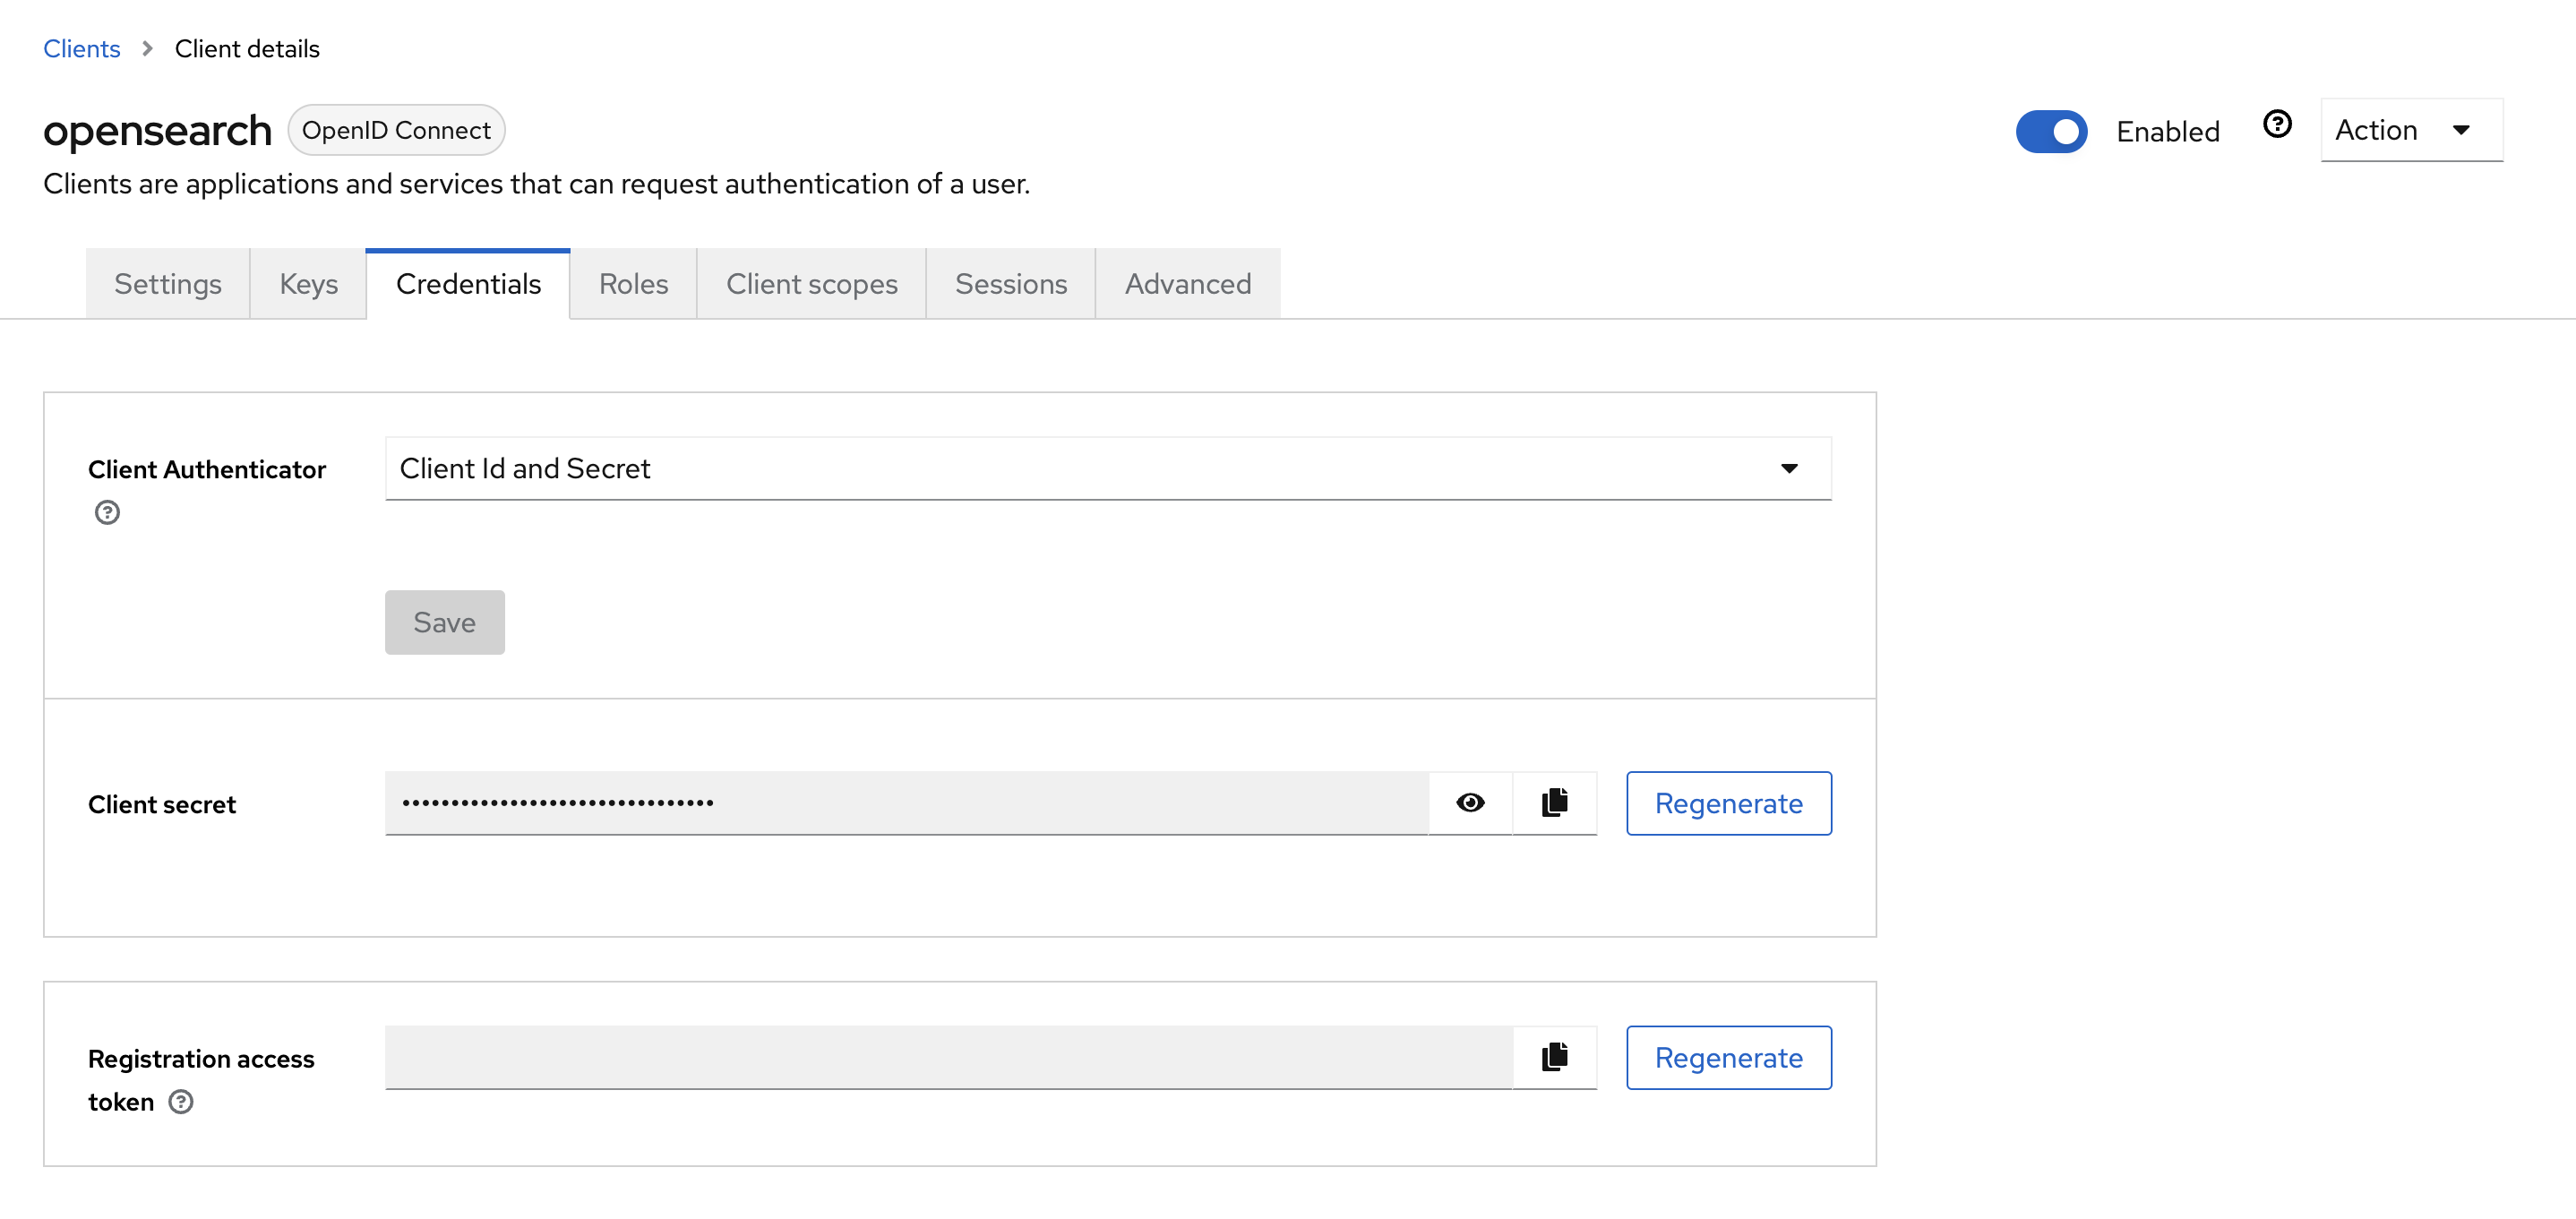 Clients > Client details
opensearch OpenID Connect
Enabled Action
Clients are applications and services that can request authentication of a user.
Settings Keys Credentials Roles Client scopes Sessions Advanced
Client Authenticator Client Id and Secret
Save
Client secret •••••••••••••••••••••••••••••••• Regenerate
Registration access
token
Regenerate